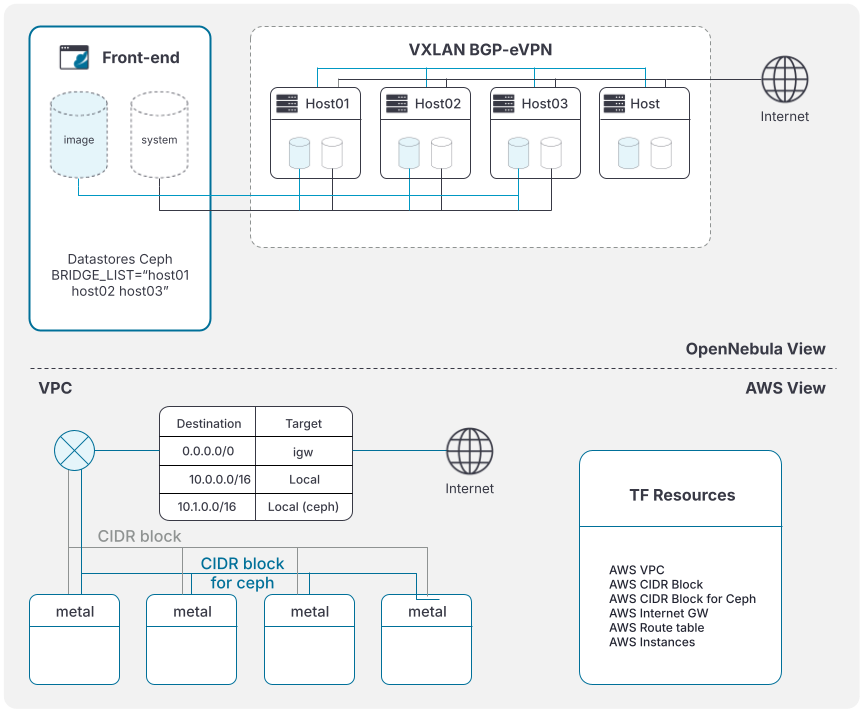 Front-end
image
system
Datastores Ceph
BRIDGE_LIST=“host01
host02 host03”
VXLAN BGP-eVPN
Host01
Host02
Host03
Host
Internet
OpenNebula View
VPC
AWS View
Destination Target
0.0.0.0/0 igw
10.0.0.0/16 Local
10.1.0.0/16 Local (ceph)
Internet
CIDR block
CIDR block
for ceph
metal
metal
metal
metal
TF Resources
AWS VPC
AWS CIDR Block
AWS CIDR Block for Ceph
AWS Internet GW
AWS Route table
AWS Instances